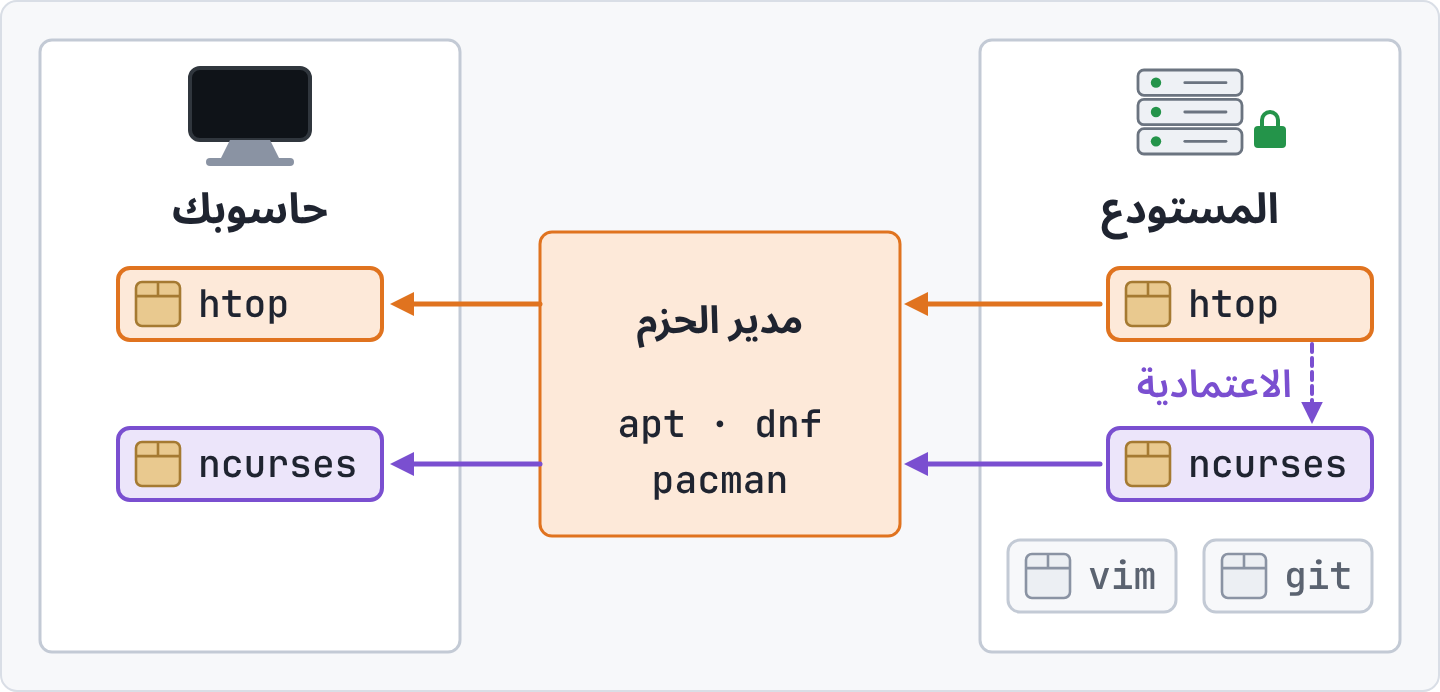 المستودع
htop
الاعتمادية
ncurses
vim
git
مدير الحزم
apt · dnf
pacman
حاسوبك
htop
ncurses